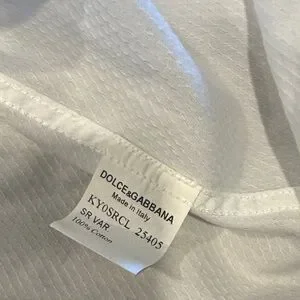 DOLCE&GABBANA
Made in Italy
KY0SRCL 25405
SR VAR
100% Cotton